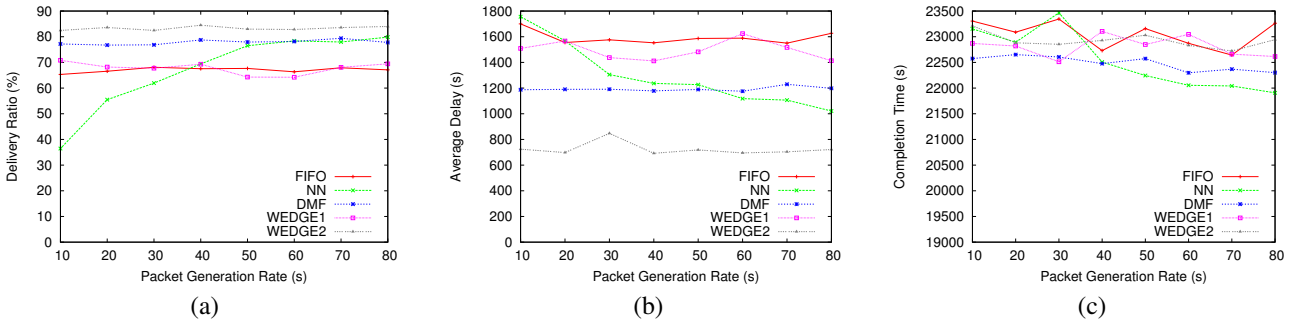 90
80
70
60
50
40
30
20
10
0
Delivery Ratio (%)
FIFO
NN
DMF
WEDGE1
WEDGE2
10 20 30 40 50 60 70 80
Packet Generation Rate (s)
(a)
1800
1600
1400
1200
1000
800
600
400
200
0
Average Delay (s)
FIFO
NN
DMF
WEDGE1
WEDGE2
10 20 30 40 50 60 70 80
Packet Generation Rate (s)
(b)
23500
23000
22500
22000
21500
21000
20500
20000
19500
19000
Completion Time (s)
FIFO
NN
DMF
WEDGE1
WEDGE2
10 20 30 40 50 60 70 80
Packet Generation Rate (s)
(c)